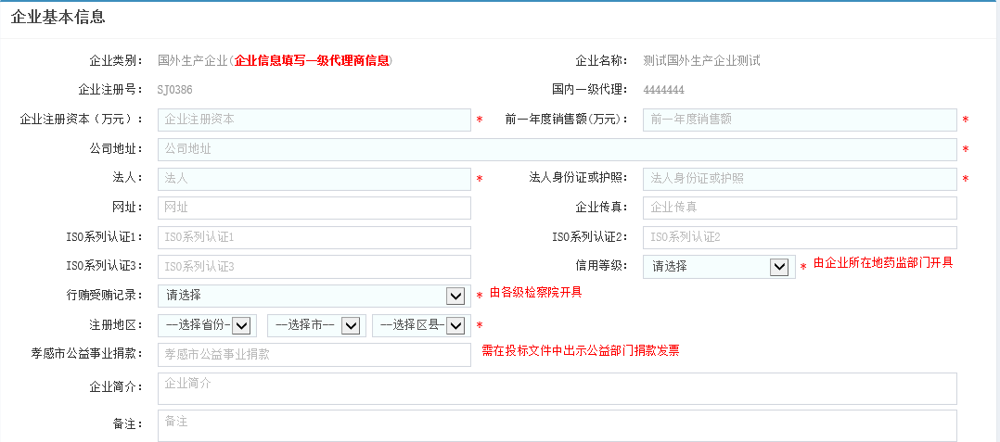 企业基本信息
企业类别： 国外生产企业(企业信息填写一级代理商信息) 企业名称： 测试国外生产企业测试
企业注册号： SJ0386 国内一级代理： 4444444
企业注册资本（万元）： 企业注册资本 * 前一年度销售额(万元)： 前一年度销售额 *
公司地址： 公司地址 *
法人： 法人 * 法人身份证或护照： 法人身份证或护照 *
网址： 网址 企业传真： 企业传真
ISO系列认证1： ISO系列认证1 ISO系列认证2： ISO系列认证2
ISO系列认证3： ISO系列认证3 信用等级： 请选择 * 由企业所在地药监部门开具
行贿受贿记录： 请选择 * 由各级检察院开具
注册地区： --选择省份- --选择市-- --选择区县- *
孝感市公益事业捐款： 孝感市公益事业捐款 需在投标文件中出示公益部门捐款发票
企业简介： 企业简介
备注： 备注